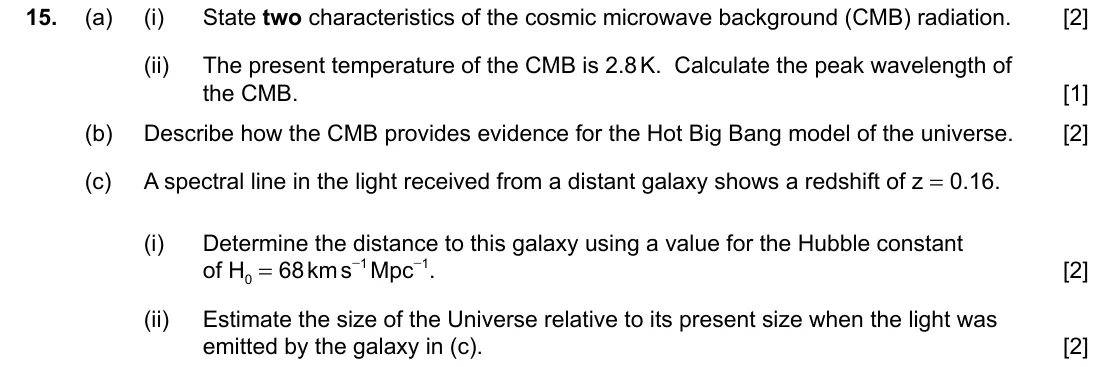 15. (a) (i) State two characteristics of the cosmic microwave background (CMB) radiation. [2]
(ii) The present temperature of the CMB is 2.8 K. Calculate the peak wavelength of
the CMB. [1]
(b) Describe how the CMB provides evidence for the Hot Big Bang model of the universe. [2]
(c) A spectral line in the light received from a distant galaxy shows a redshift of z = 0.16.
(i) Determine the distance to this galaxy using a value for the Hubble constant
of H₀ = 68 km s⁻¹ Mpc⁻¹. [2]
(ii) Estimate the size of the Universe relative to its present size when the light was
emitted by the galaxy in (c). [2]